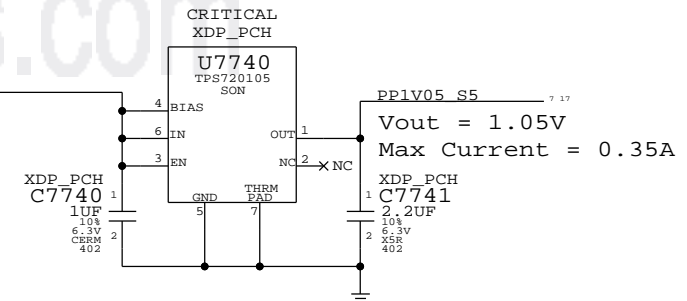 s.com
CRITICAL
XDP_PCH
U7740
TPS720105
SON
4 BIAS
6 IN
3 EN
OUT 1
NC 2 NC
GND
5
THRM
PAD
7
PP1V05_S5 7 17
Vout = 1.05V
Max Current = 0.35A
XDP_PCH
C7740 1
1UF
10%
6.3V
CERM 2
402
XDP_PCH
1 C7741
2.2UF
10%
6.3V
2 X5R
402